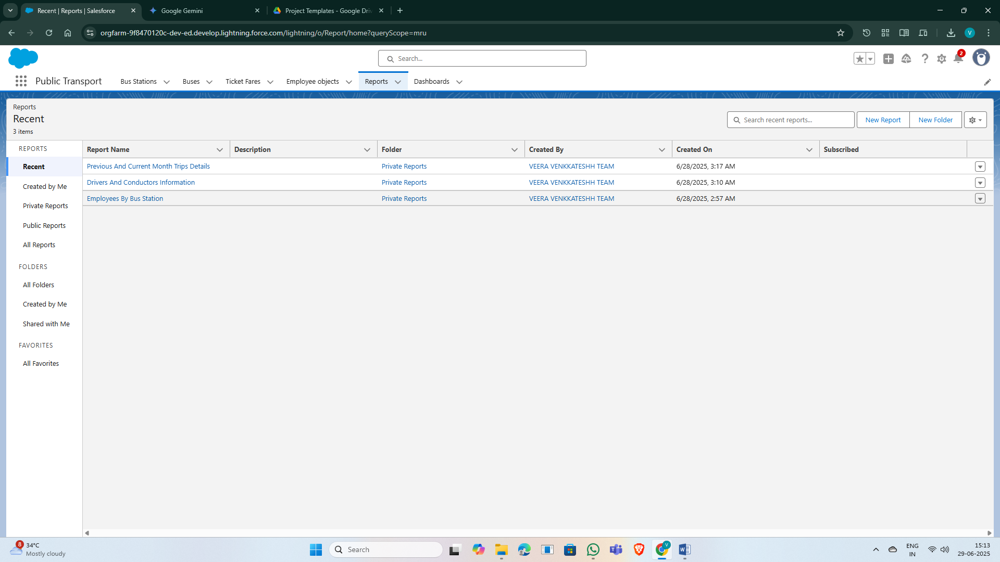 Recent | Reports | Salesforce
Google Gemini
Project Templates - Google Driv
orgfarm-9f8470120c-dev-ed.develop.lightning.force.com/lightning/o/Report/home?queryScope=mru
V
Search...
2
Public Transport
Bus Stations
Buses
Ticket Fares
Employee objects
Reports
Dashboards
Reports
Recent
3 items
Search recent reports...
New Report
New Folder
REPORTS
Recent
Created by Me
Private Reports
Public Reports
All Reports
FOLDERS
All Folders
Created by Me
Shared with Me
FAVORITES
All Favorites
Report Name Description Folder Created By Created On Subscribed
Previous And Current Month Trips Details Private Reports VEERA VENKKATESHH TEAM 6/28/2025, 3:17 AM
Drivers And Conductors Information Private Reports VEERA VENKKATESHH TEAM 6/28/2025, 3:10 AM
Employees By Bus Station Private Reports VEERA VENKKATESHH TEAM 6/28/2025, 2:57 AM
8
34°C
Mostly cloudy
Search
V
W
ENG
IN
15:13
29-06-2025